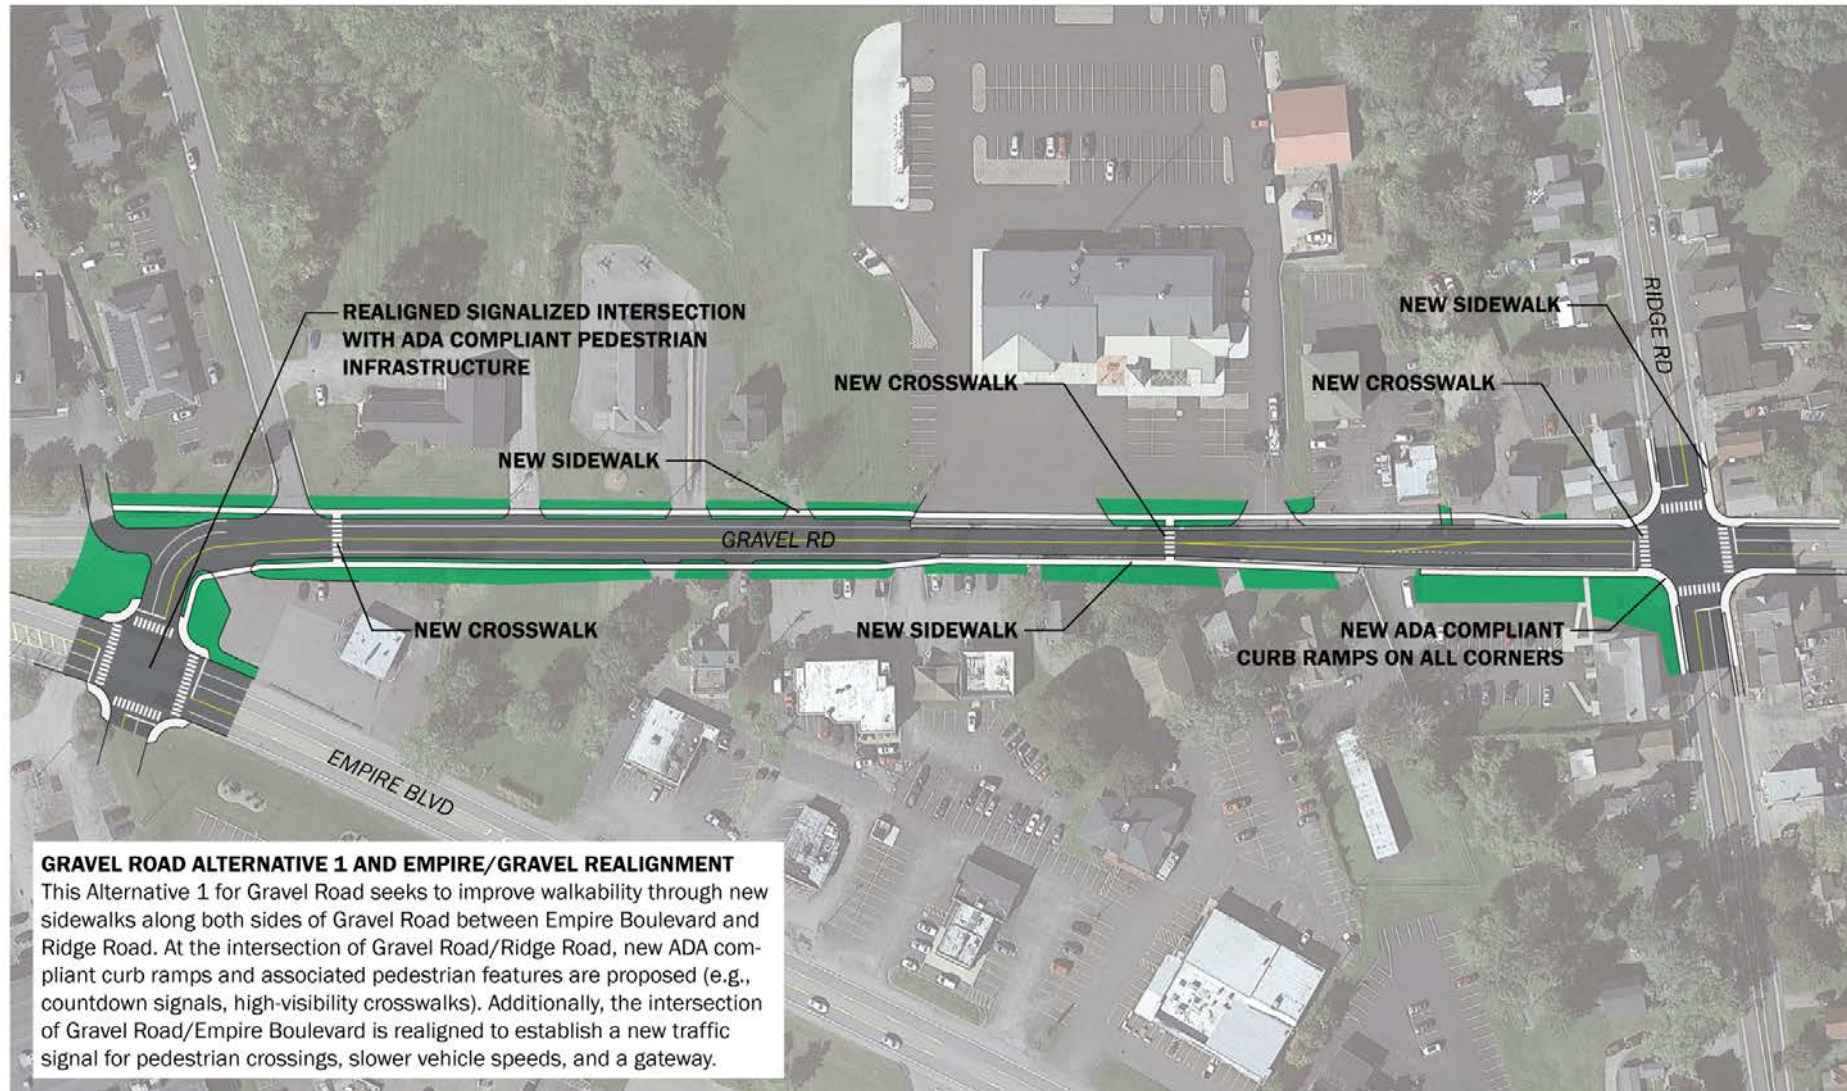 REALIGNED SIGNALIZED INTERSECTION
WITH ADA COMPLIANT PEDESTRIAN
INFRASTRUCTURE
NEW SIDEWALK
RIDGE RD
NEW CROSSWALK
NEW CROSSWALK
NEW SIDEWALK
GRAVEL RD
NEW CROSSWALK
NEW SIDEWALK
NEW ADA COMPLIANT
CURB RAMPS ON ALL CORNERS
EMPIRE BLVD
GRAVEL ROAD ALTERNATIVE 1 AND EMPIRE/GRAVEL REALIGNMENT
This Alternative 1 for Gravel Road seeks to improve walkability through new
sidewalks along both sides of Gravel Road between Empire Boulevard and
Ridge Road. At the intersection of Gravel Road/Ridge Road, new ADA com-
pliant curb ramps and associated pedestrian features are proposed (e.g.,
countdown signals, high-visibility crosswalks). Additionally, the intersection
of Gravel Road/Empire Boulevard is realigned to establish a new traffic
signal for pedestrian crossings, slower vehicle speeds, and a gateway.